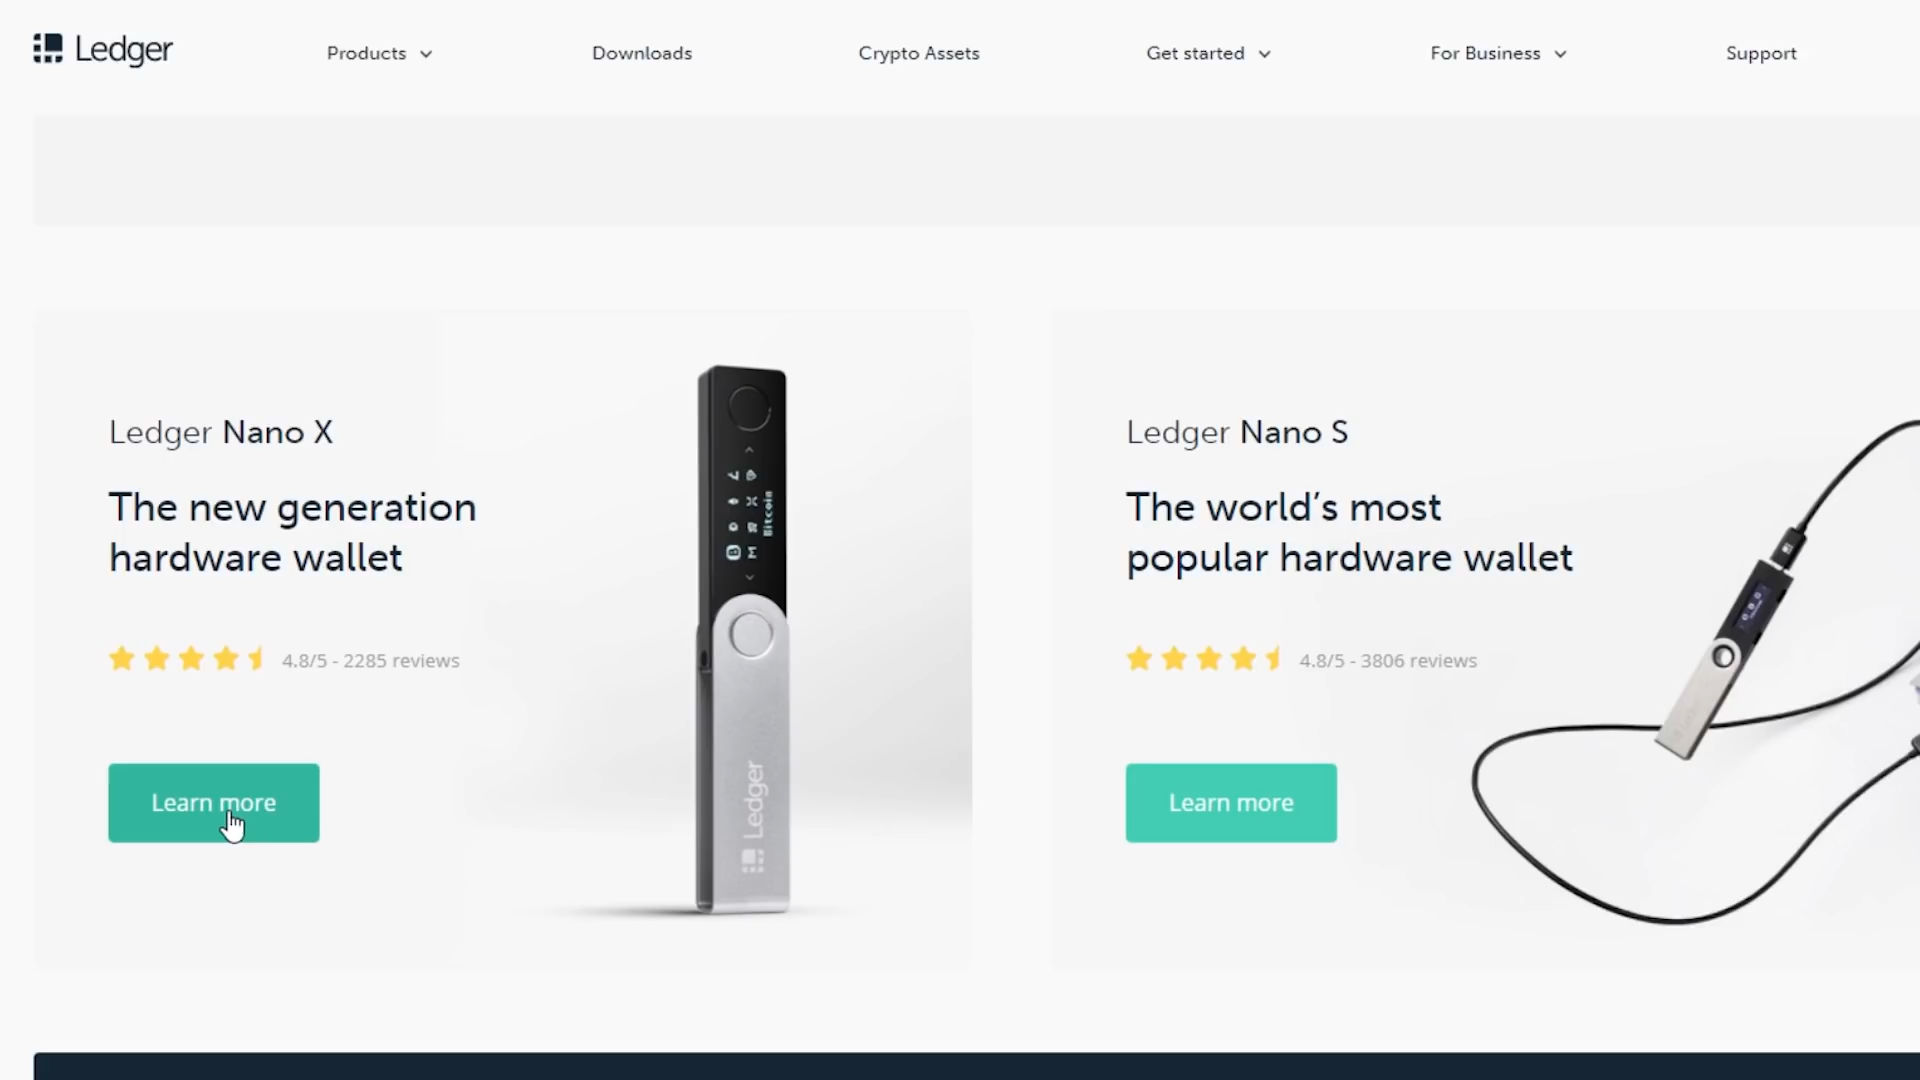 Ledger
Products
Downloads
Crypto Assets
Get started
For Business
Support
Ledger Nano X
The new generation
hardware wallet
4.8/5 - 2285 reviews
Learn more
Bitcoin
Ledger
Ledger Nano S
The world’s most
popular hardware wallet
4.8/5 - 3806 reviews
Learn more